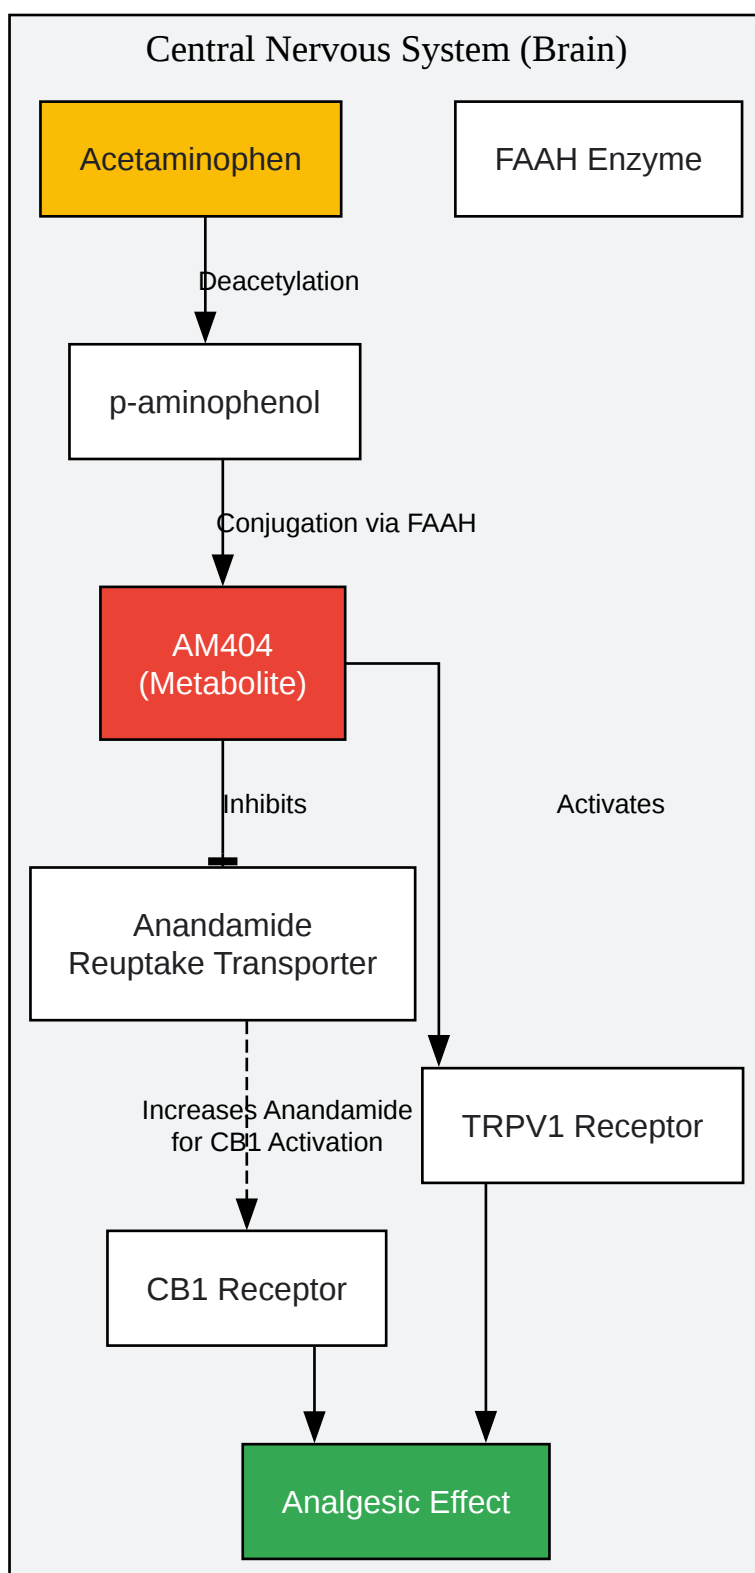 Central Nervous System (Brain)
Acetaminophen
FAAH Enzyme
Deacetylation
p-aminophenol
Conjugation via FAAH
AM404
(Metabolite)
Inhibits
Activates
Anandamide
Reuptake Transporter
Increases Anandamide
for CB1 Activation
TRPV1 Receptor
CB1 Receptor
Analgesic Effect